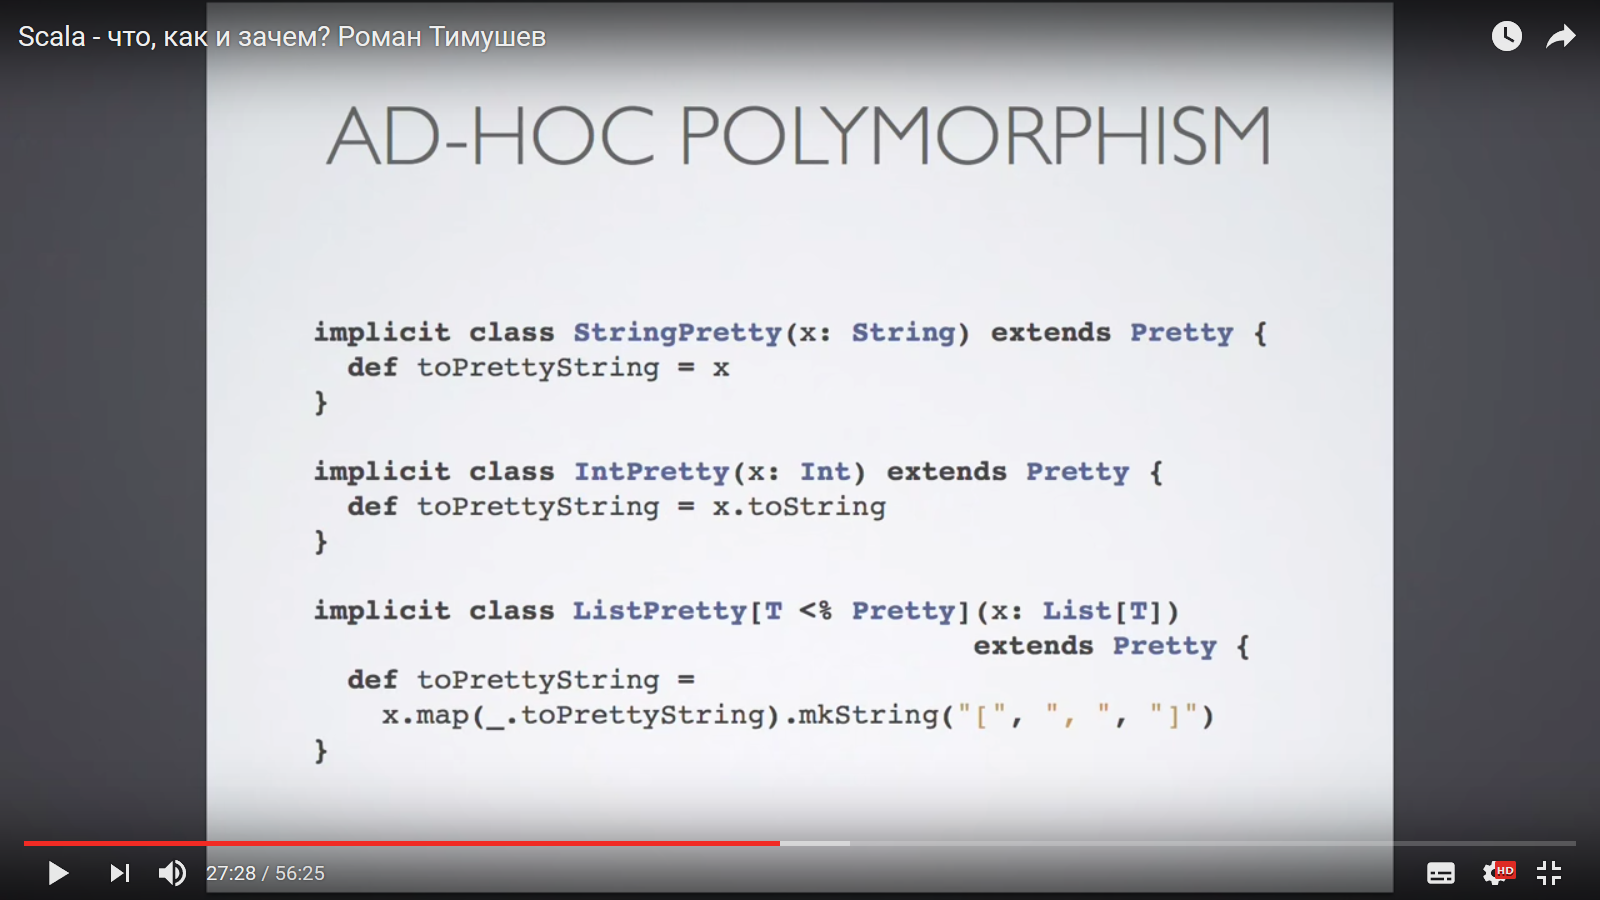 Scala - что, как и зачем? Роман Тимушев
AD-HOC POLYMORPHISM
implicit class StringPretty(x: String) extends Pretty {
  def toPrettyString = x
}
implicit class IntPretty(x: Int) extends Pretty {
  def toPrettyString = x.toString
}
implicit class ListPretty[T <% Pretty](x: List[T])
                                      extends Pretty {
  def toPrettyString =
    x.map(_.toPrettyString).mkString("[", ", ", "]")
}
27:28 / 56:25
HD